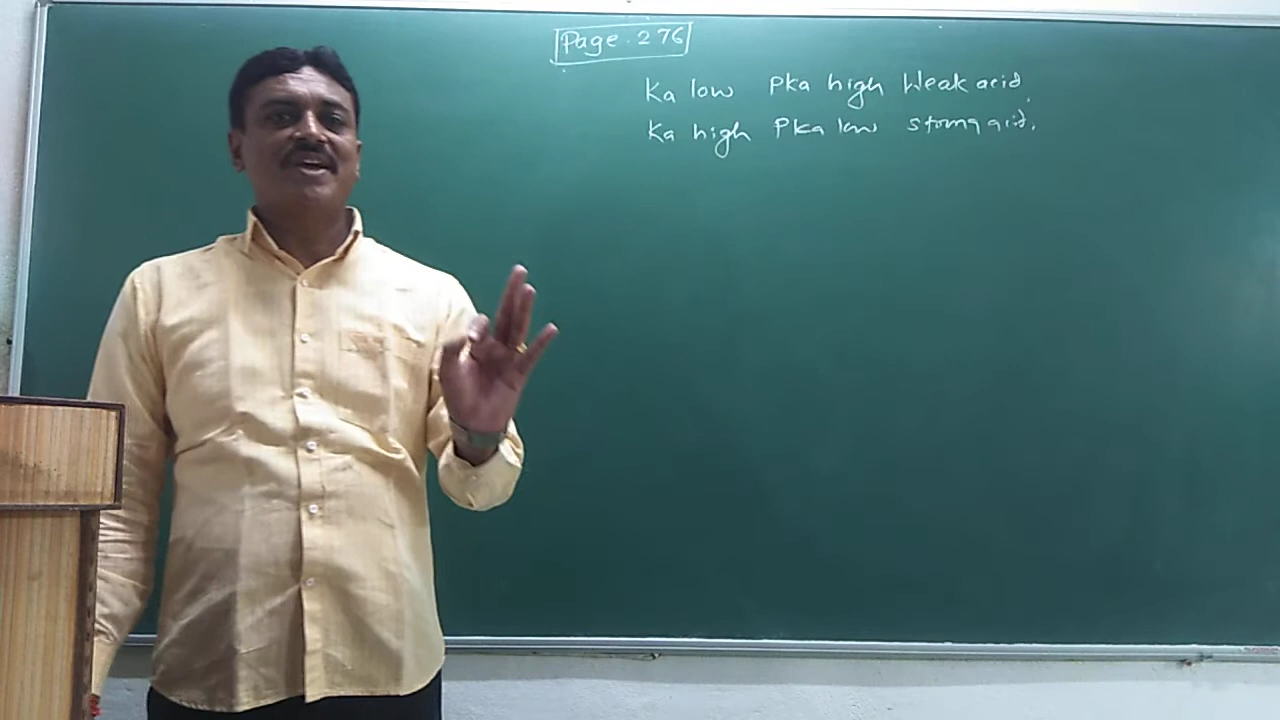 Page. 276
Ka low Pka high Weak acid.
Ka high Pka low strong acid.